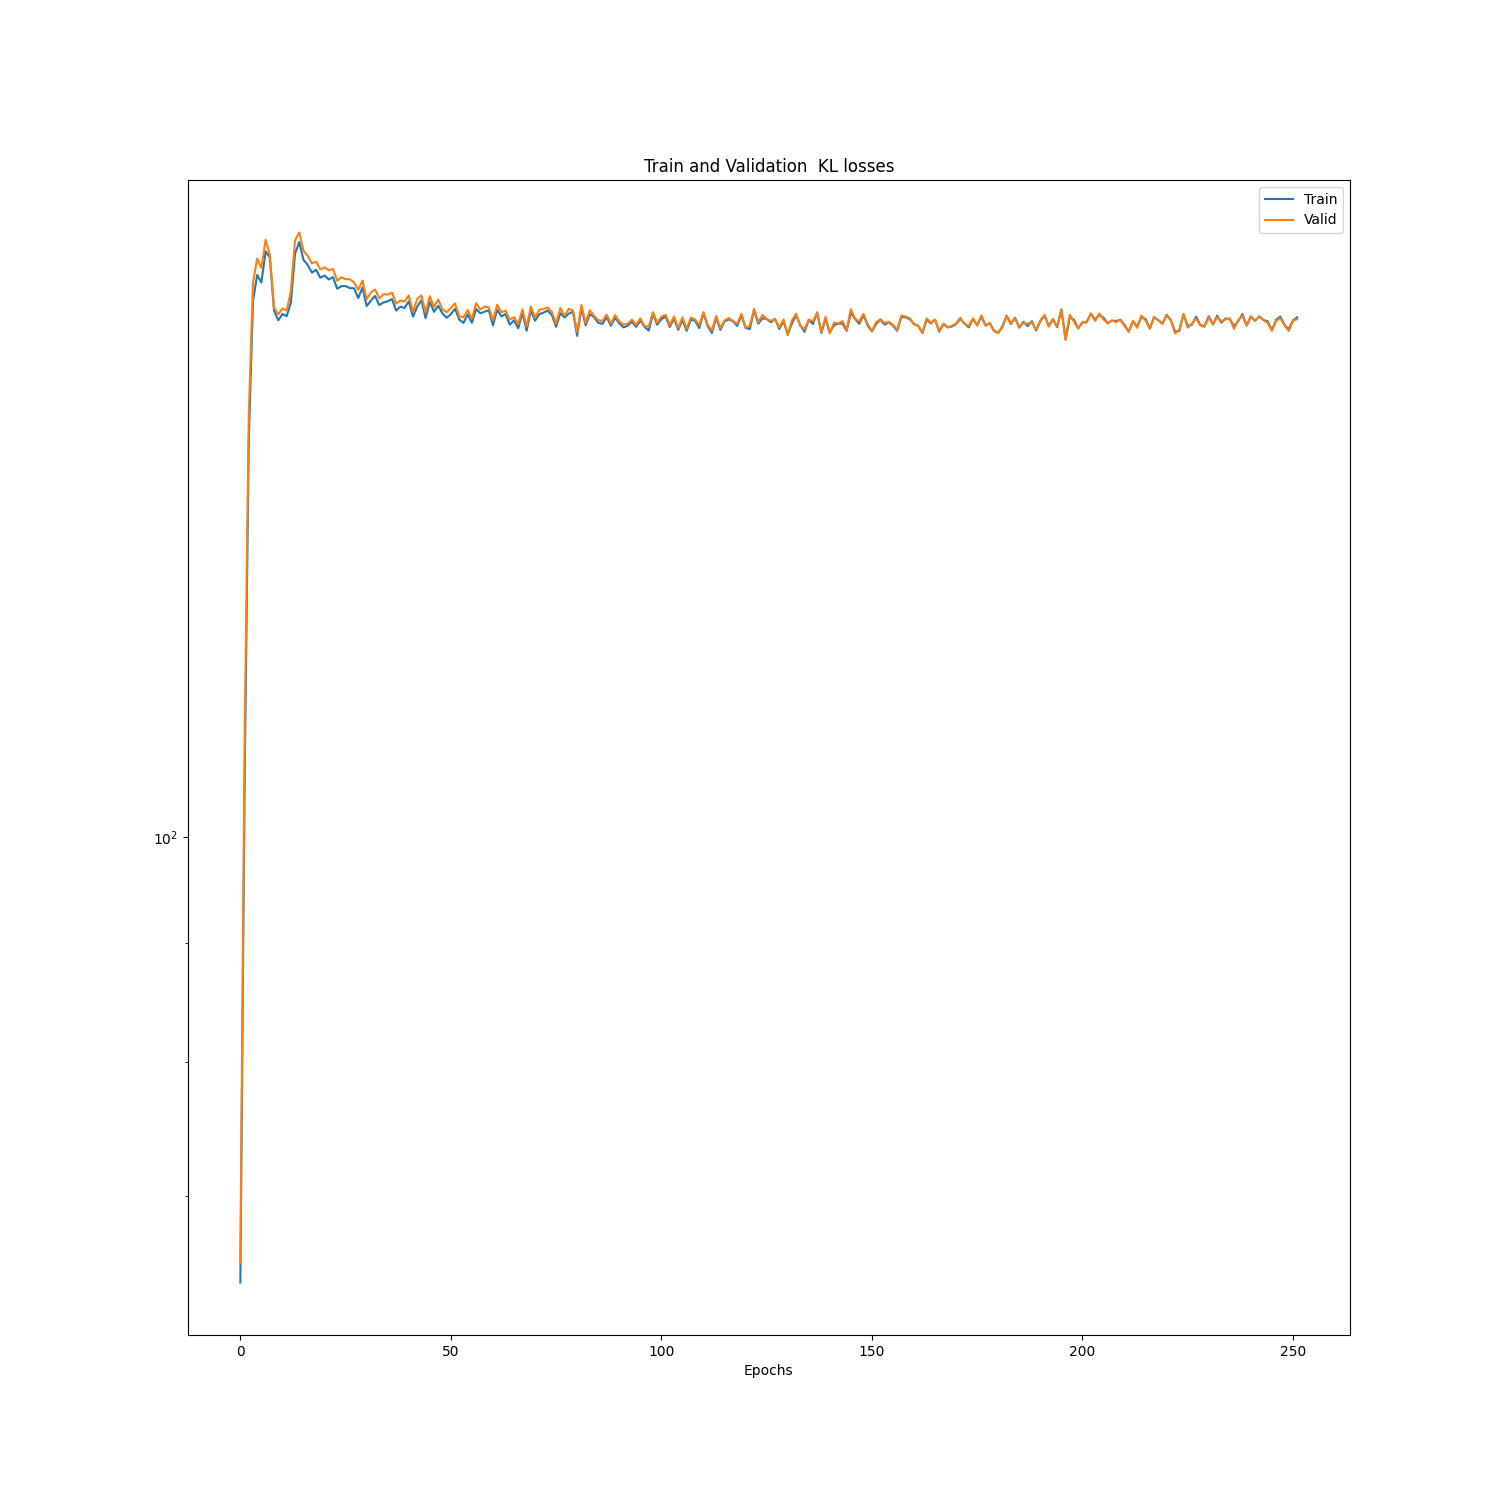 Train and Validation  KL losses
Train
Valid
10²
0 50 100 150 200 250
Epochs